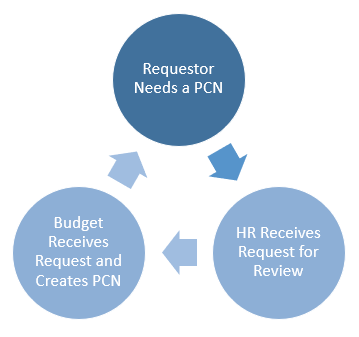 Requestor
Needs a PCN
HR Receives
Request for
Review
Budget
Receives
Request and
Creates PCN